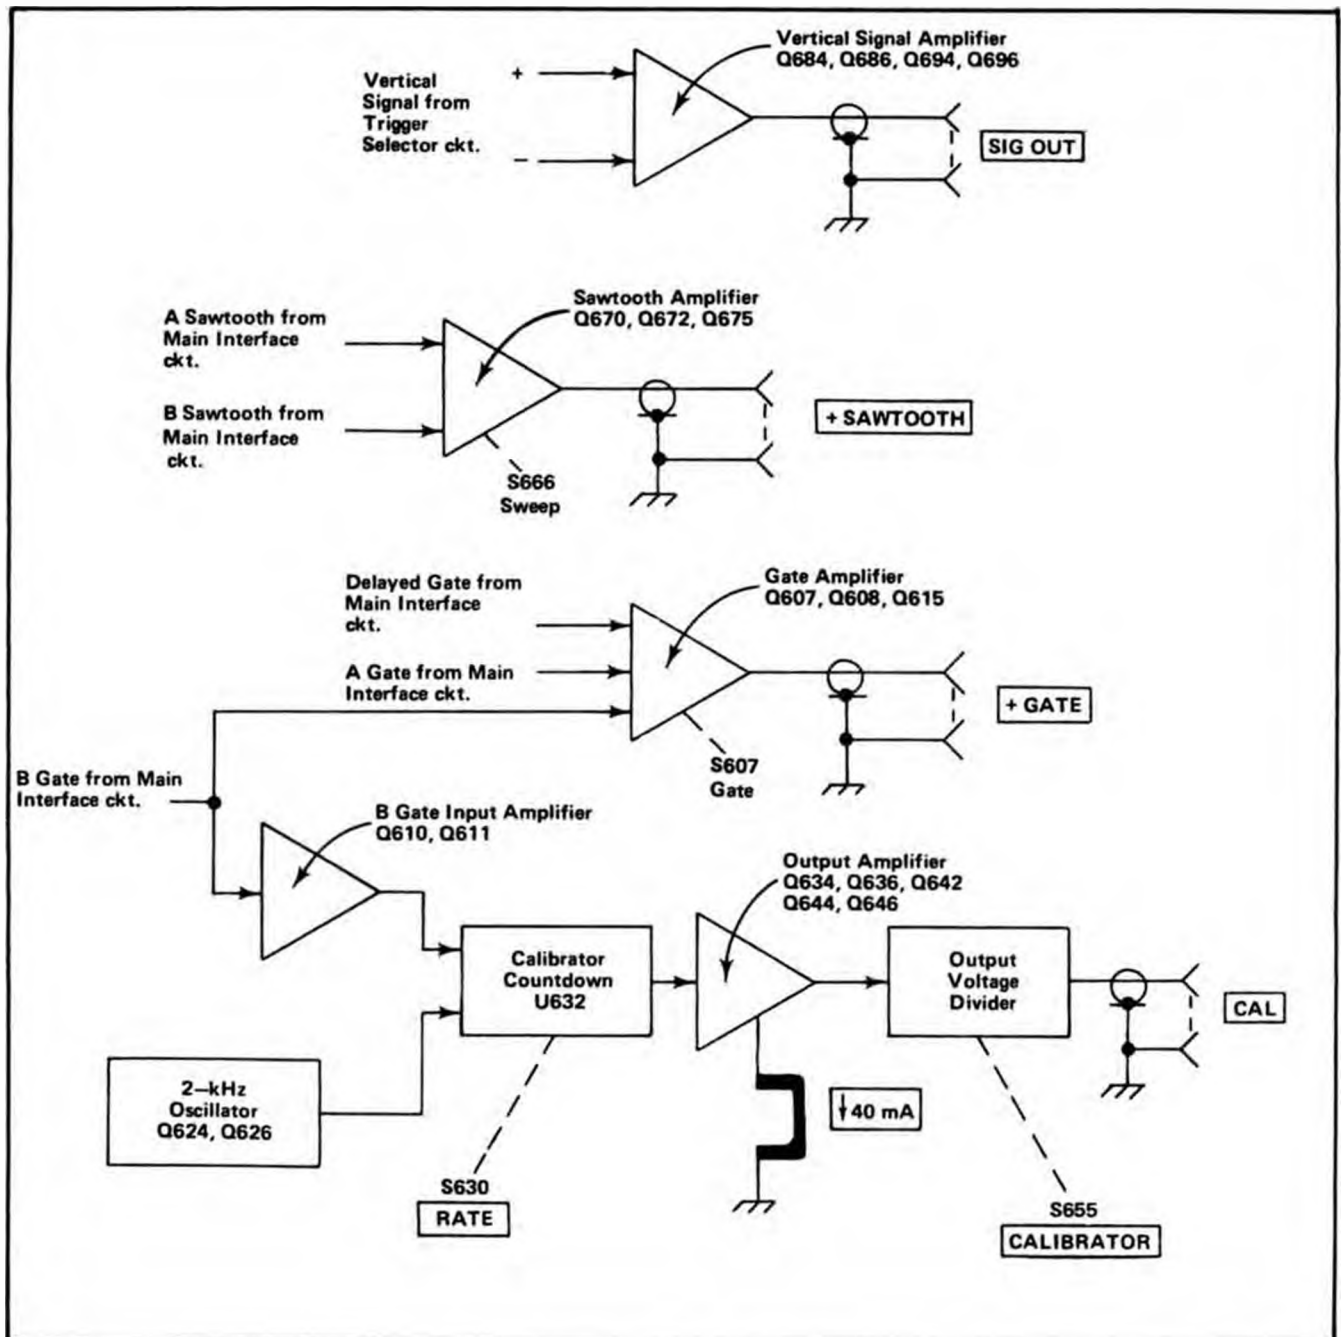 Vertical Signal Amplifier
Q684, Q686, Q694, Q696
Vertical
Signal from
Trigger
Selector ckt.
+
−
SIG OUT
A Sawtooth from
Main Interface
ckt.
B Sawtooth from
Main Interface
ckt.
Sawtooth Amplifier
Q670, Q672, Q675
+ SAWTOOTH
S666
Sweep
Delayed Gate from
Main Interface
ckt.
A Gate from Main
Interface ckt.
Gate Amplifier
Q607, Q608, Q615
+ GATE
S607
Gate
B Gate from Main
Interface ckt.
B Gate Input Amplifier
Q610, Q611
Output Amplifier
Q634, Q636, Q642
Q644, Q646
Calibrator
Countdown
U632
Output
Voltage
Divider
CAL
2–kHz
Oscillator
Q624, Q626
↓40 mA
S630
RATE
S655
CALIBRATOR